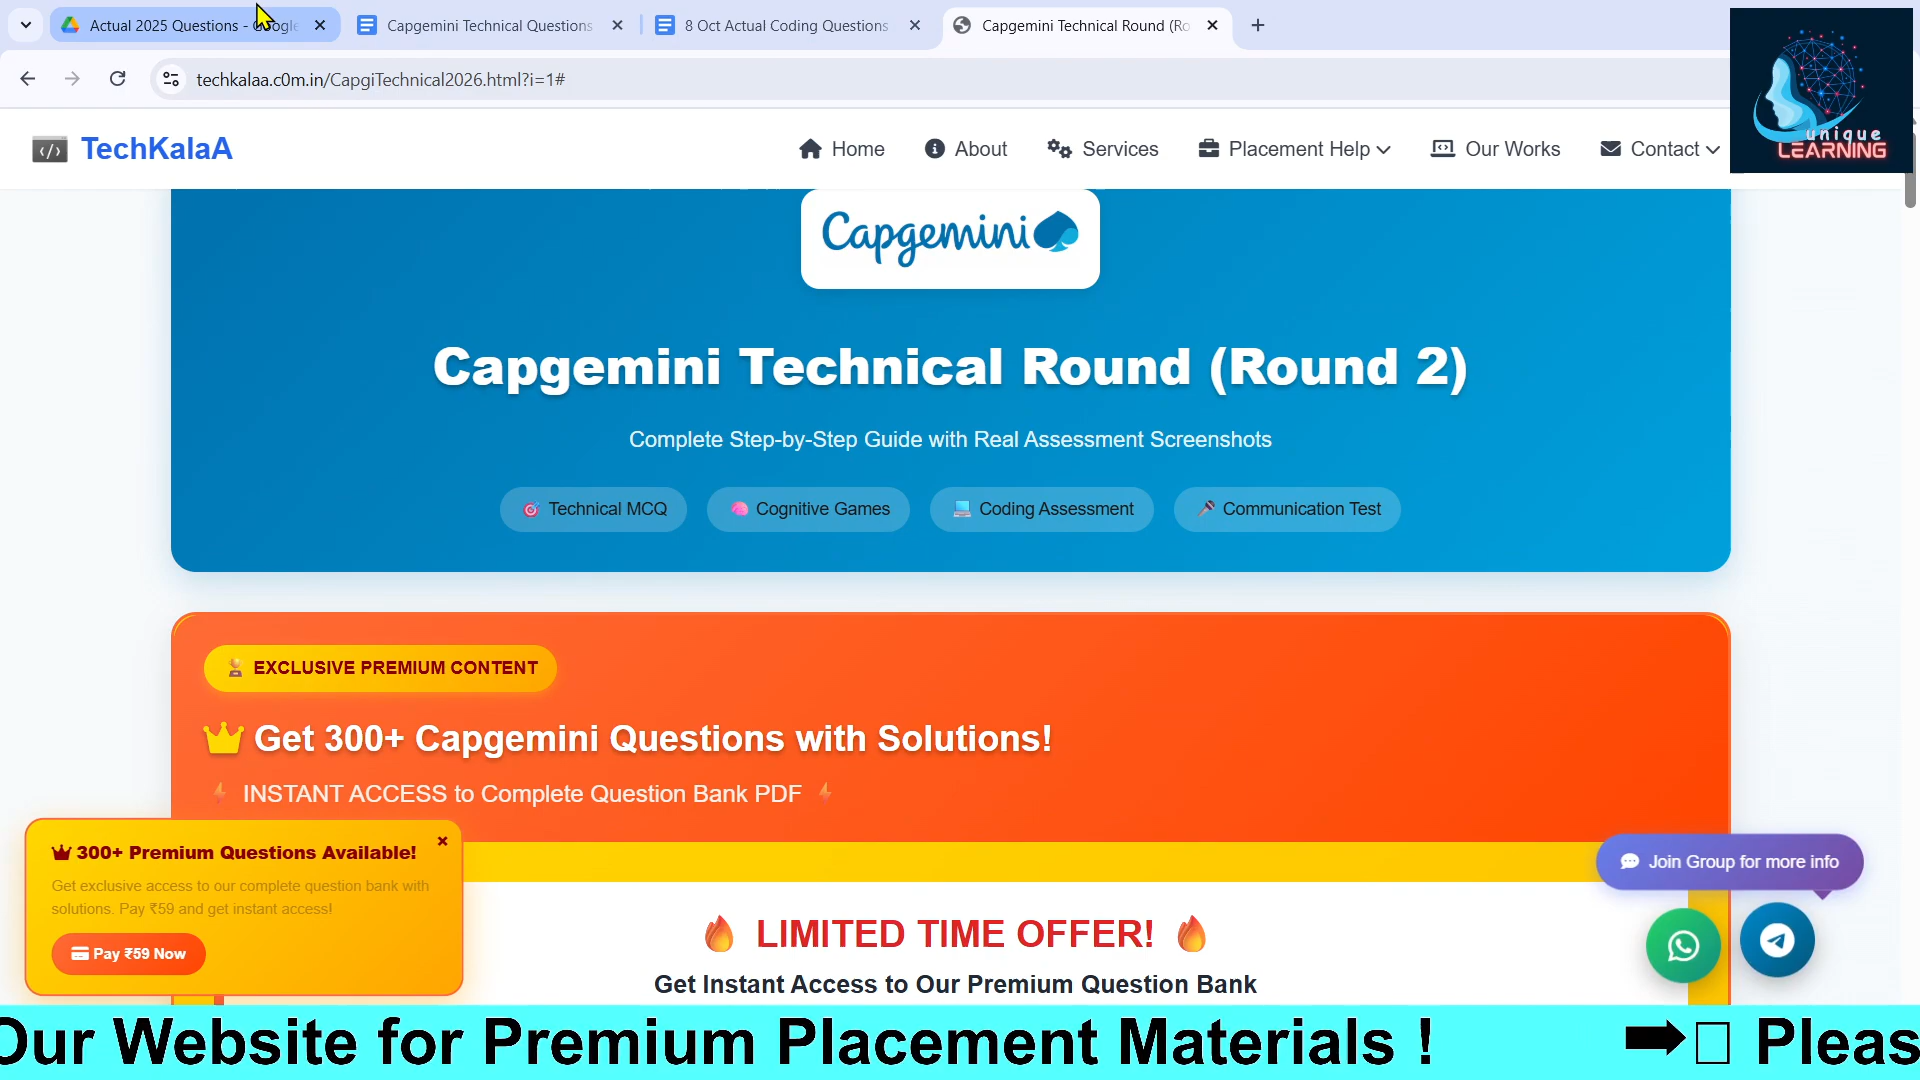 Actual 2025 Questions - Google
Capgemini Technical Questions
8 Oct Actual Coding Questions
Capgemini Technical Round (Ro
techkalaa.c0m.in/CapgiTechnical2026.html?i=1#
unique
LEARNING
</> TechKalaA
Home
About
Services
Placement Help
Our Works
Contact
Capgemini
Capgemini Technical Round (Round 2)
Complete Step-by-Step Guide with Real Assessment Screenshots
Technical MCQ
Cognitive Games
Coding Assessment
Communication Test
EXCLUSIVE PREMIUM CONTENT
Get 300+ Capgemini Questions with Solutions!
INSTANT ACCESS to Complete Question Bank PDF
300+ Premium Questions Available!
Get exclusive access to our complete question bank with
solutions. Pay ₹59 and get instant access!
Pay ₹59 Now
Join Group for more info
LIMITED TIME OFFER!
Get Instant Access to Our Premium Question Bank
Our Website for Premium Placement Materials ! ➡ Pleas